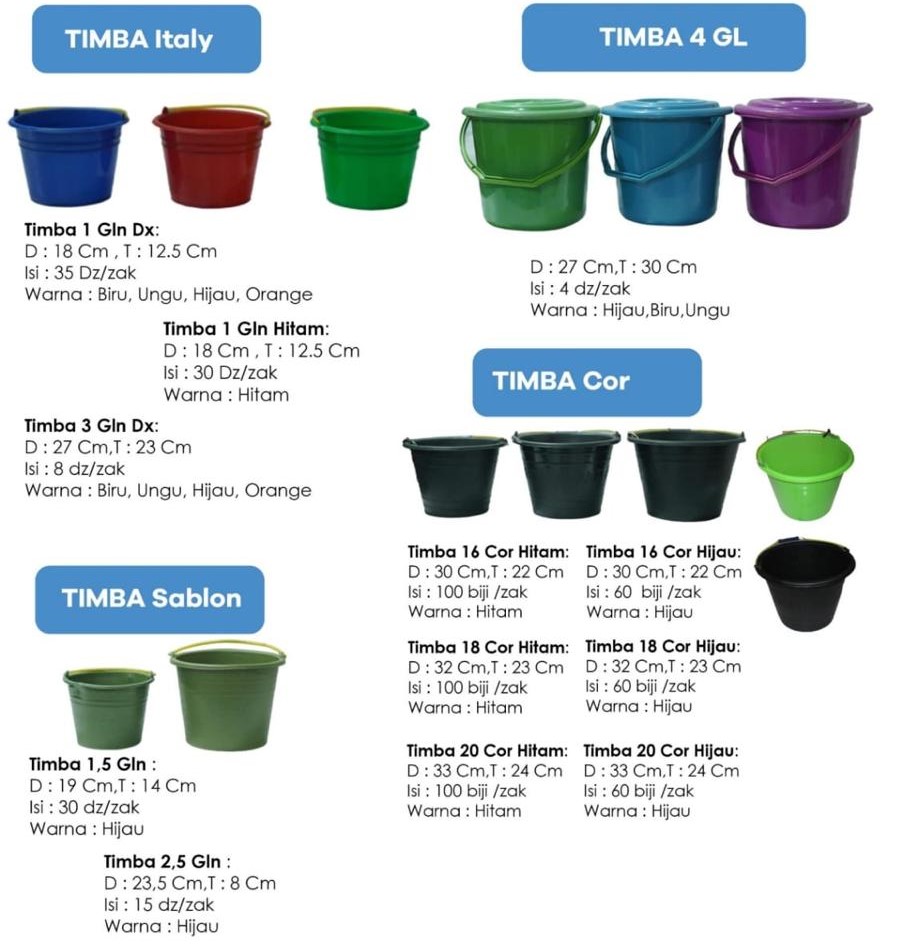 TIMBA Italy
Timba 1 Gln Dx:
D : 18 Cm , T : 12.5 Cm
Isi : 35 Dz/zak
Warna : Biru, Ungu, Hijau, Orange
Timba 1 Gln Hitam:
D : 18 Cm , T : 12.5 Cm
Isi : 30 Dz/zak
Warna : Hitam
Timba 3 Gln Dx:
D : 27 Cm,T : 23 Cm
Isi : 8 dz/zak
Warna : Biru, Ungu, Hijau, Orange
TIMBA Sablon
Timba 1,5 Gln :
D : 19 Cm,T : 14 Cm
Isi : 30 dz/zak
Warna : Hijau
Timba 2,5 Gln :
D : 23,5 Cm,T : 8 Cm
Isi : 15 dz/zak
Warna : Hijau
TIMBA 4 GL
D : 27 Cm,T : 30 Cm
Isi : 4 dz/zak
Warna : Hijau,Biru,Ungu
TIMBA Cor
Timba 16 Cor Hitam:
D : 30 Cm,T : 22 Cm
Isi : 100 biji /zak
Warna : Hitam
Timba 16 Cor Hijau:
D : 30 Cm,T : 22 Cm
Isi : 60 biji /zak
Warna : Hijau
Timba 18 Cor Hitam:
D : 32 Cm,T : 23 Cm
Isi : 100 biji /zak
Warna : Hitam
Timba 18 Cor Hijau:
D : 32 Cm,T : 23 Cm
Isi : 60 biji /zak
Warna : Hijau
Timba 20 Cor Hitam:
D : 33 Cm,T : 24 Cm
Isi : 100 biji /zak
Warna : Hitam
Timba 20 Cor Hijau:
D : 33 Cm,T : 24 Cm
Isi : 60 biji /zak
Warna : Hijau